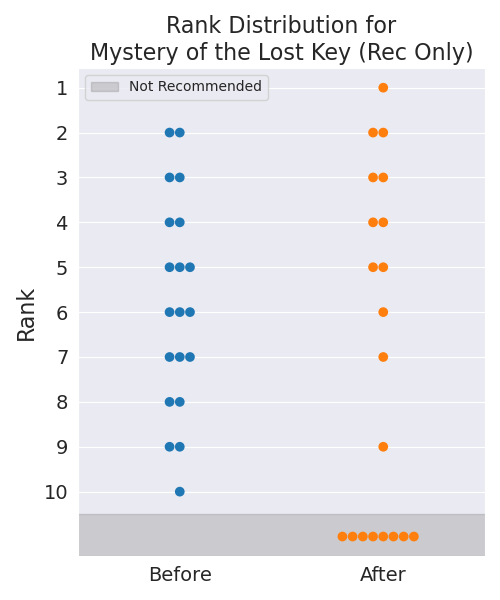 Rank Distribution for
Mystery of the Lost Key (Rec Only)
Not Recommended
1
2
3
4
5
6
7
8
9
10
Rank
Before After